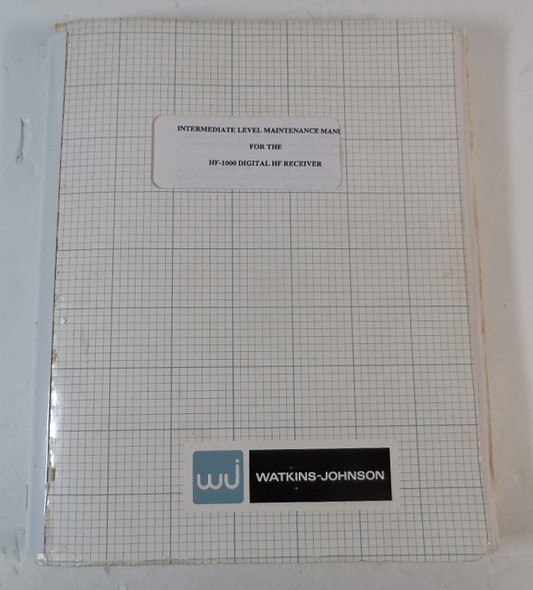 INTERMEDIATE LEVEL MAINTENANCE MANU
FOR THE
HF-1000 DIGITAL HF RECEIVER
WJ WATKINS-JOHNSON